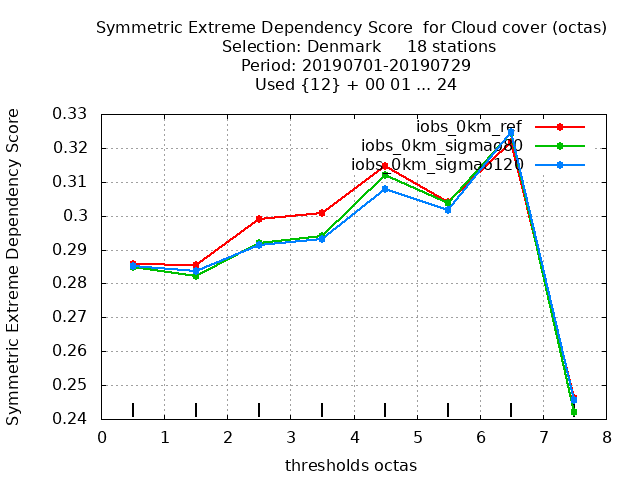 Symmetric Extreme Dependency Score for Cloud cover (octas)
Selection: Denmark 18 stations
Period: 20190701-20190729
Used {12} + 00 01 ... 24
Symmetric Extreme Dependency Score
0.33
0.32
0.31
0.3
0.29
0.28
0.27
0.26
0.25
0.24
iobs_0km_ref
iobs_0km_sigmao80
iobs_0km_sigmao120
0 1 2 3 4 5 6 7 8
thresholds octas